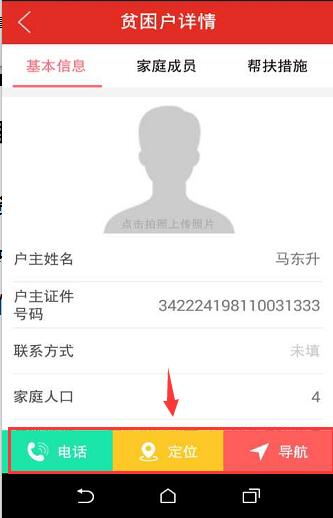 贫困户详情
基本信息 家庭成员 帮扶措施
点击拍照上传照片
户主姓名 马东升
户主证件号码 342224198110031333
联系方式 未填
家庭人口 4
电话 定位 导航